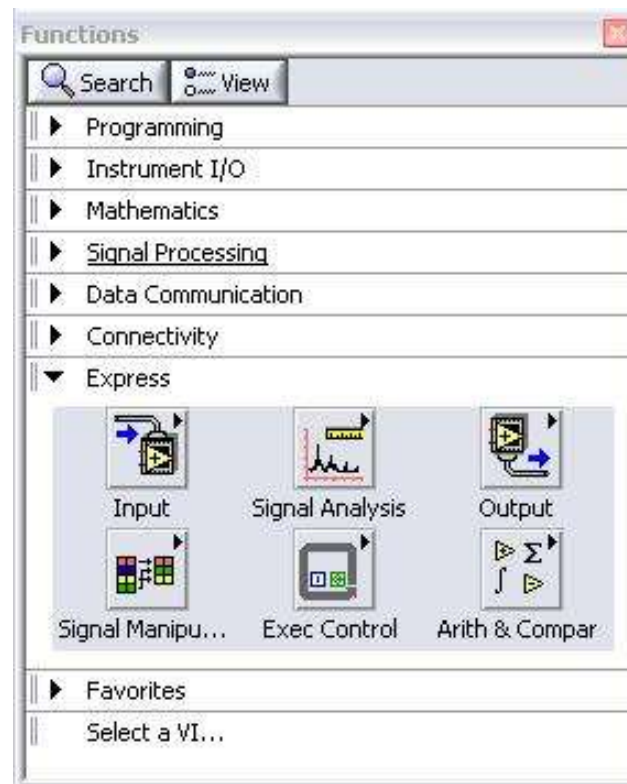 Functions
Search View
Programming
Instrument I/O
Mathematics
Signal Processing
Data Communication
Connectivity
Express
Input Signal Analysis Output
Signal Manipu... Exec Control Arith & Compar
Favorites
Select a VI...